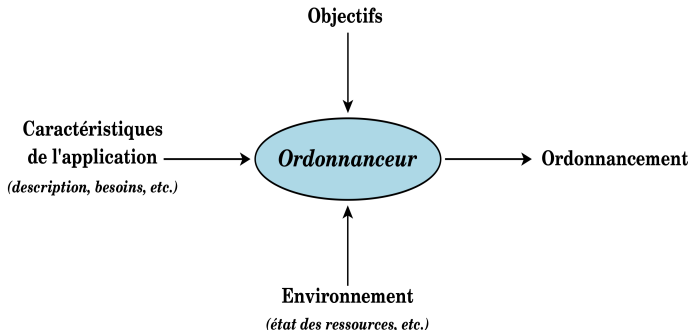 Objectifs
Caractéristiques
de l'application
(description, besoins, etc.)
Ordonnanceur
Ordonnancement
Environnement
(état des ressources, etc.)